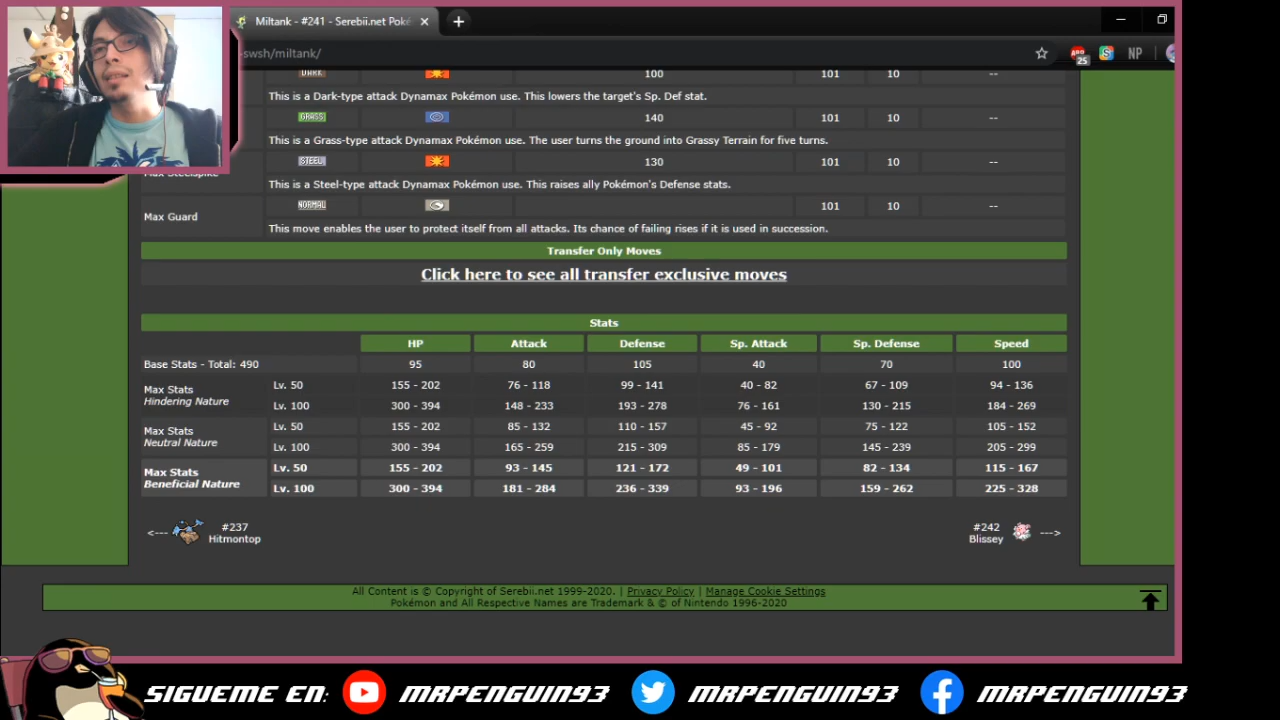 Miltank - #241 - Serebii.net Poké
-swsh/miltank/
25
NP
DARK 100 101 10 --
This is a Dark-type attack Dynamax Pokémon use. This lowers the target's Sp. Def stat.
GRASS 140 101 10 --
This is a Grass-type attack Dynamax Pokémon use. The user turns the ground into Grassy Terrain for five turns.
Max Steelspike STEEL 130 101 10 --
This is a Steel-type attack Dynamax Pokémon use. This raises ally Pokémon's Defense stats.
Max Guard NORMAL 101 10 --
This move enables the user to protect itself from all attacks. Its chance of failing rises if it is used in succession.
Transfer Only Moves
Click here to see all transfer exclusive moves
Stats
HP Attack Defense Sp. Attack Sp. Defense Speed
Base Stats - Total: 490 95 80 105 40 70 100
Max Stats
Hindering Nature
Lv. 50 155 - 202 76 - 118 99 - 141 40 - 82 67 - 109 94 - 136
Lv. 100 300 - 394 148 - 233 193 - 278 76 - 161 130 - 215 184 - 269
Max Stats
Neutral Nature
Lv. 50 155 - 202 85 - 132 110 - 157 45 - 92 75 - 122 105 - 152
Lv. 100 300 - 394 165 - 259 215 - 309 85 - 179 145 - 239 205 - 299
Max Stats
Beneficial Nature
Lv. 50 155 - 202 93 - 145 121 - 172 49 - 101 82 - 134 115 - 167
Lv. 100 300 - 394 181 - 284 236 - 339 93 - 196 159 - 262 225 - 328
<--- #237
Hitmontop
#242
Blissey --->
All Content is © Copyright of Serebii.net 1999-2020. | Privacy Policy | Manage Cookie Settings
Pokémon and All Respective Names are Trademark & © of Nintendo 1996-2020
SIGUEME EN: MRPENGUIN93 MRPENGUIN93 MRPENGUIN93